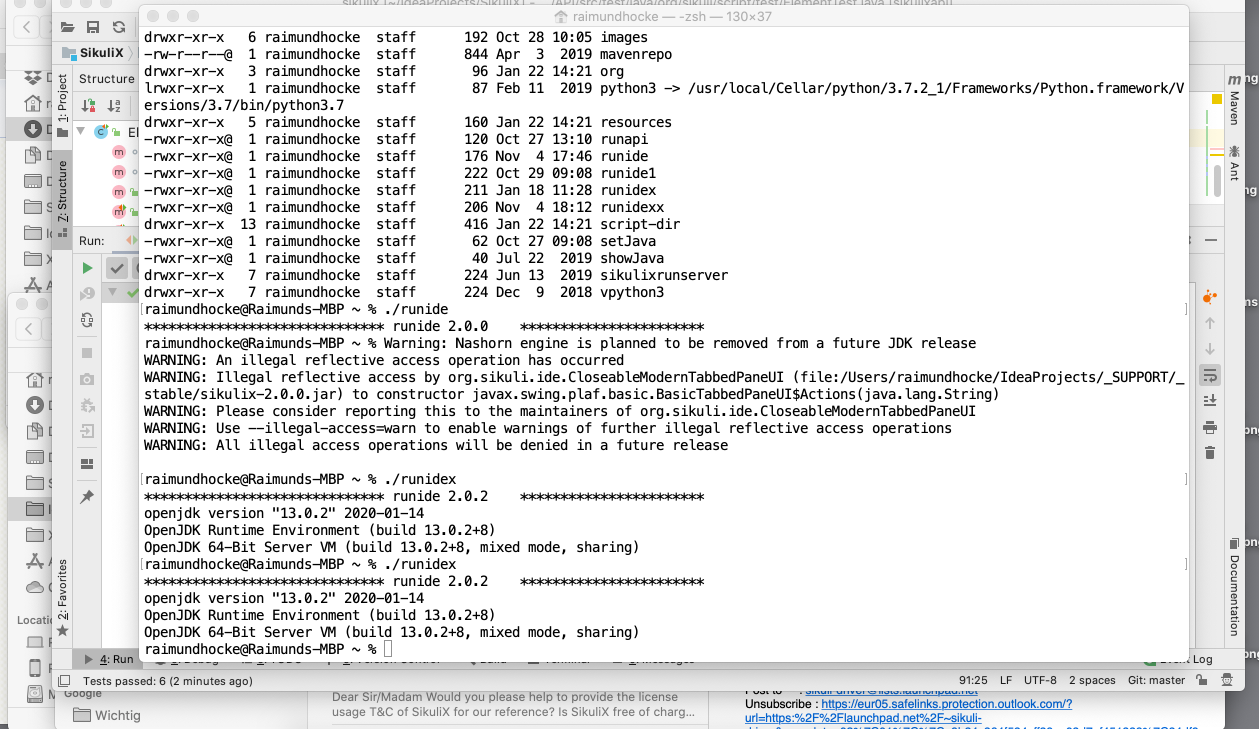 raimundhocke — -zsh — 130×37
drwxr-xr-x   6 raimundhocke  staff      192 Oct 28 10:05 images
-rw-r--r--@  1 raimundhocke  staff      844 Apr  3  2019 mavenrepo
drwxr-xr-x   3 raimundhocke  staff       96 Jan 22 14:21 org
lrwxr-xr-x   1 raimundhocke  staff       87 Feb 11  2019 python3 -> /usr/local/Cellar/python/3.7.2_1/Frameworks/Python.framework/V
ersions/3.7/bin/python3.7
drwxr-xr-x   5 raimundhocke  staff      160 Jan 22 14:21 resources
-rwxr-xr-x@  1 raimundhocke  staff      120 Oct 27 13:10 runapi
-rwxr-xr-x@  1 raimundhocke  staff      176 Nov  4 17:46 runide
-rwxr-xr-x@  1 raimundhocke  staff      222 Oct 29 09:08 runide1
-rwxr-xr-x@  1 raimundhocke  staff      211 Jan 18 11:28 runidex
-rwxr-xr-x@  1 raimundhocke  staff      206 Nov  4 18:12 runidexx
drwxr-xr-x  13 raimundhocke  staff      416 Jan 22 14:21 script-dir
-rwxr-xr-x@  1 raimundhocke  staff       62 Oct 27 09:08 setJava
-rwxr-xr-x@  1 raimundhocke  staff       40 Jul 22  2019 showJava
drwxr-xr-x   7 raimundhocke  staff      224 Jun 13  2019 sikulixrunserver
drwxr-xr-x   7 raimundhocke  staff      224 Dec  9  2018 vpython3
raimundhocke@Raimunds-MBP ~ % ./runide
****************************** runide 2.0.0    ***********************
raimundhocke@Raimunds-MBP ~ % Warning: Nashorn engine is planned to be removed from a future JDK release
WARNING: An illegal reflective access operation has occurred
WARNING: Illegal reflective access by org.sikuli.ide.CloseableModernTabbedPaneUI (file:/Users/raimundhocke/IdeaProjects/_SUPPORT/_
stable/sikulix-2.0.0.jar) to constructor javax.swing.plaf.basic.BasicTabbedPaneUI$Actions(java.lang.String)
WARNING: Please consider reporting this to the maintainers of org.sikuli.ide.CloseableModernTabbedPaneUI
WARNING: Use --illegal-access=warn to enable warnings of further illegal reflective access operations
WARNING: All illegal access operations will be denied in a future release
raimundhocke@Raimunds-MBP ~ % ./runidex
****************************** runide 2.0.2    ***********************
openjdk version "13.0.2" 2020-01-14
OpenJDK Runtime Environment (build 13.0.2+8)
OpenJDK 64-Bit Server VM (build 13.0.2+8, mixed mode, sharing)
raimundhocke@Raimunds-MBP ~ % ./runidex
****************************** runide 2.0.2    ***********************
openjdk version "13.0.2" 2020-01-14
OpenJDK Runtime Environment (build 13.0.2+8)
OpenJDK 64-Bit Server VM (build 13.0.2+8, mixed mode, sharing)
raimundhocke@Raimunds-MBP ~ %
SikuliX
Structure
1: Project
7: Structure
Run:
2: Favorites
Maven
Ant
Documentation
4: Run
Event Log
Tests passed: 6 (2 minutes ago)
91:25 LF UTF-8 2 spaces Git: master
Google
Wichtig
Dear Sir/Madam Would you please help to provide the license
usage T&C of SikuliX for our reference? Is SikuliX free of charg...
Unsubscribe : https://eur05.safelinks.protection.outlook.com/?
url=https:%2F%2Flaunchpad.net%2F~sikuli-